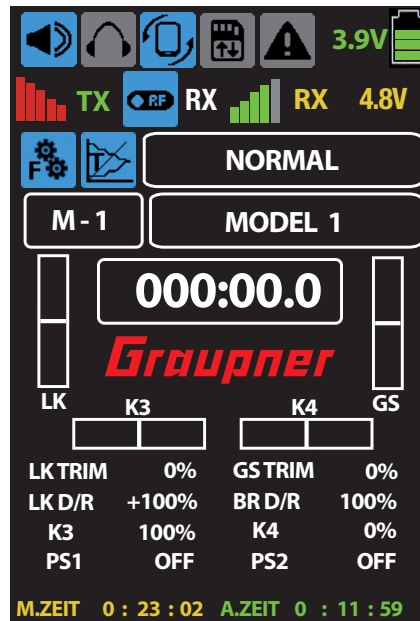 3.9V
TX RF RX RX 4.8V
F T NORMAL
M - 1 MODEL 1
000:00.0
Graupner
LK K3 K4 GS
LK TRIM 0% GS TRIM 0%
LK D/R +100% BR D/R 100%
K3 100% K4 0%
PS1 OFF PS2 OFF
M.ZEIT 0 : 23 : 02 A.ZEIT 0 : 11 : 59